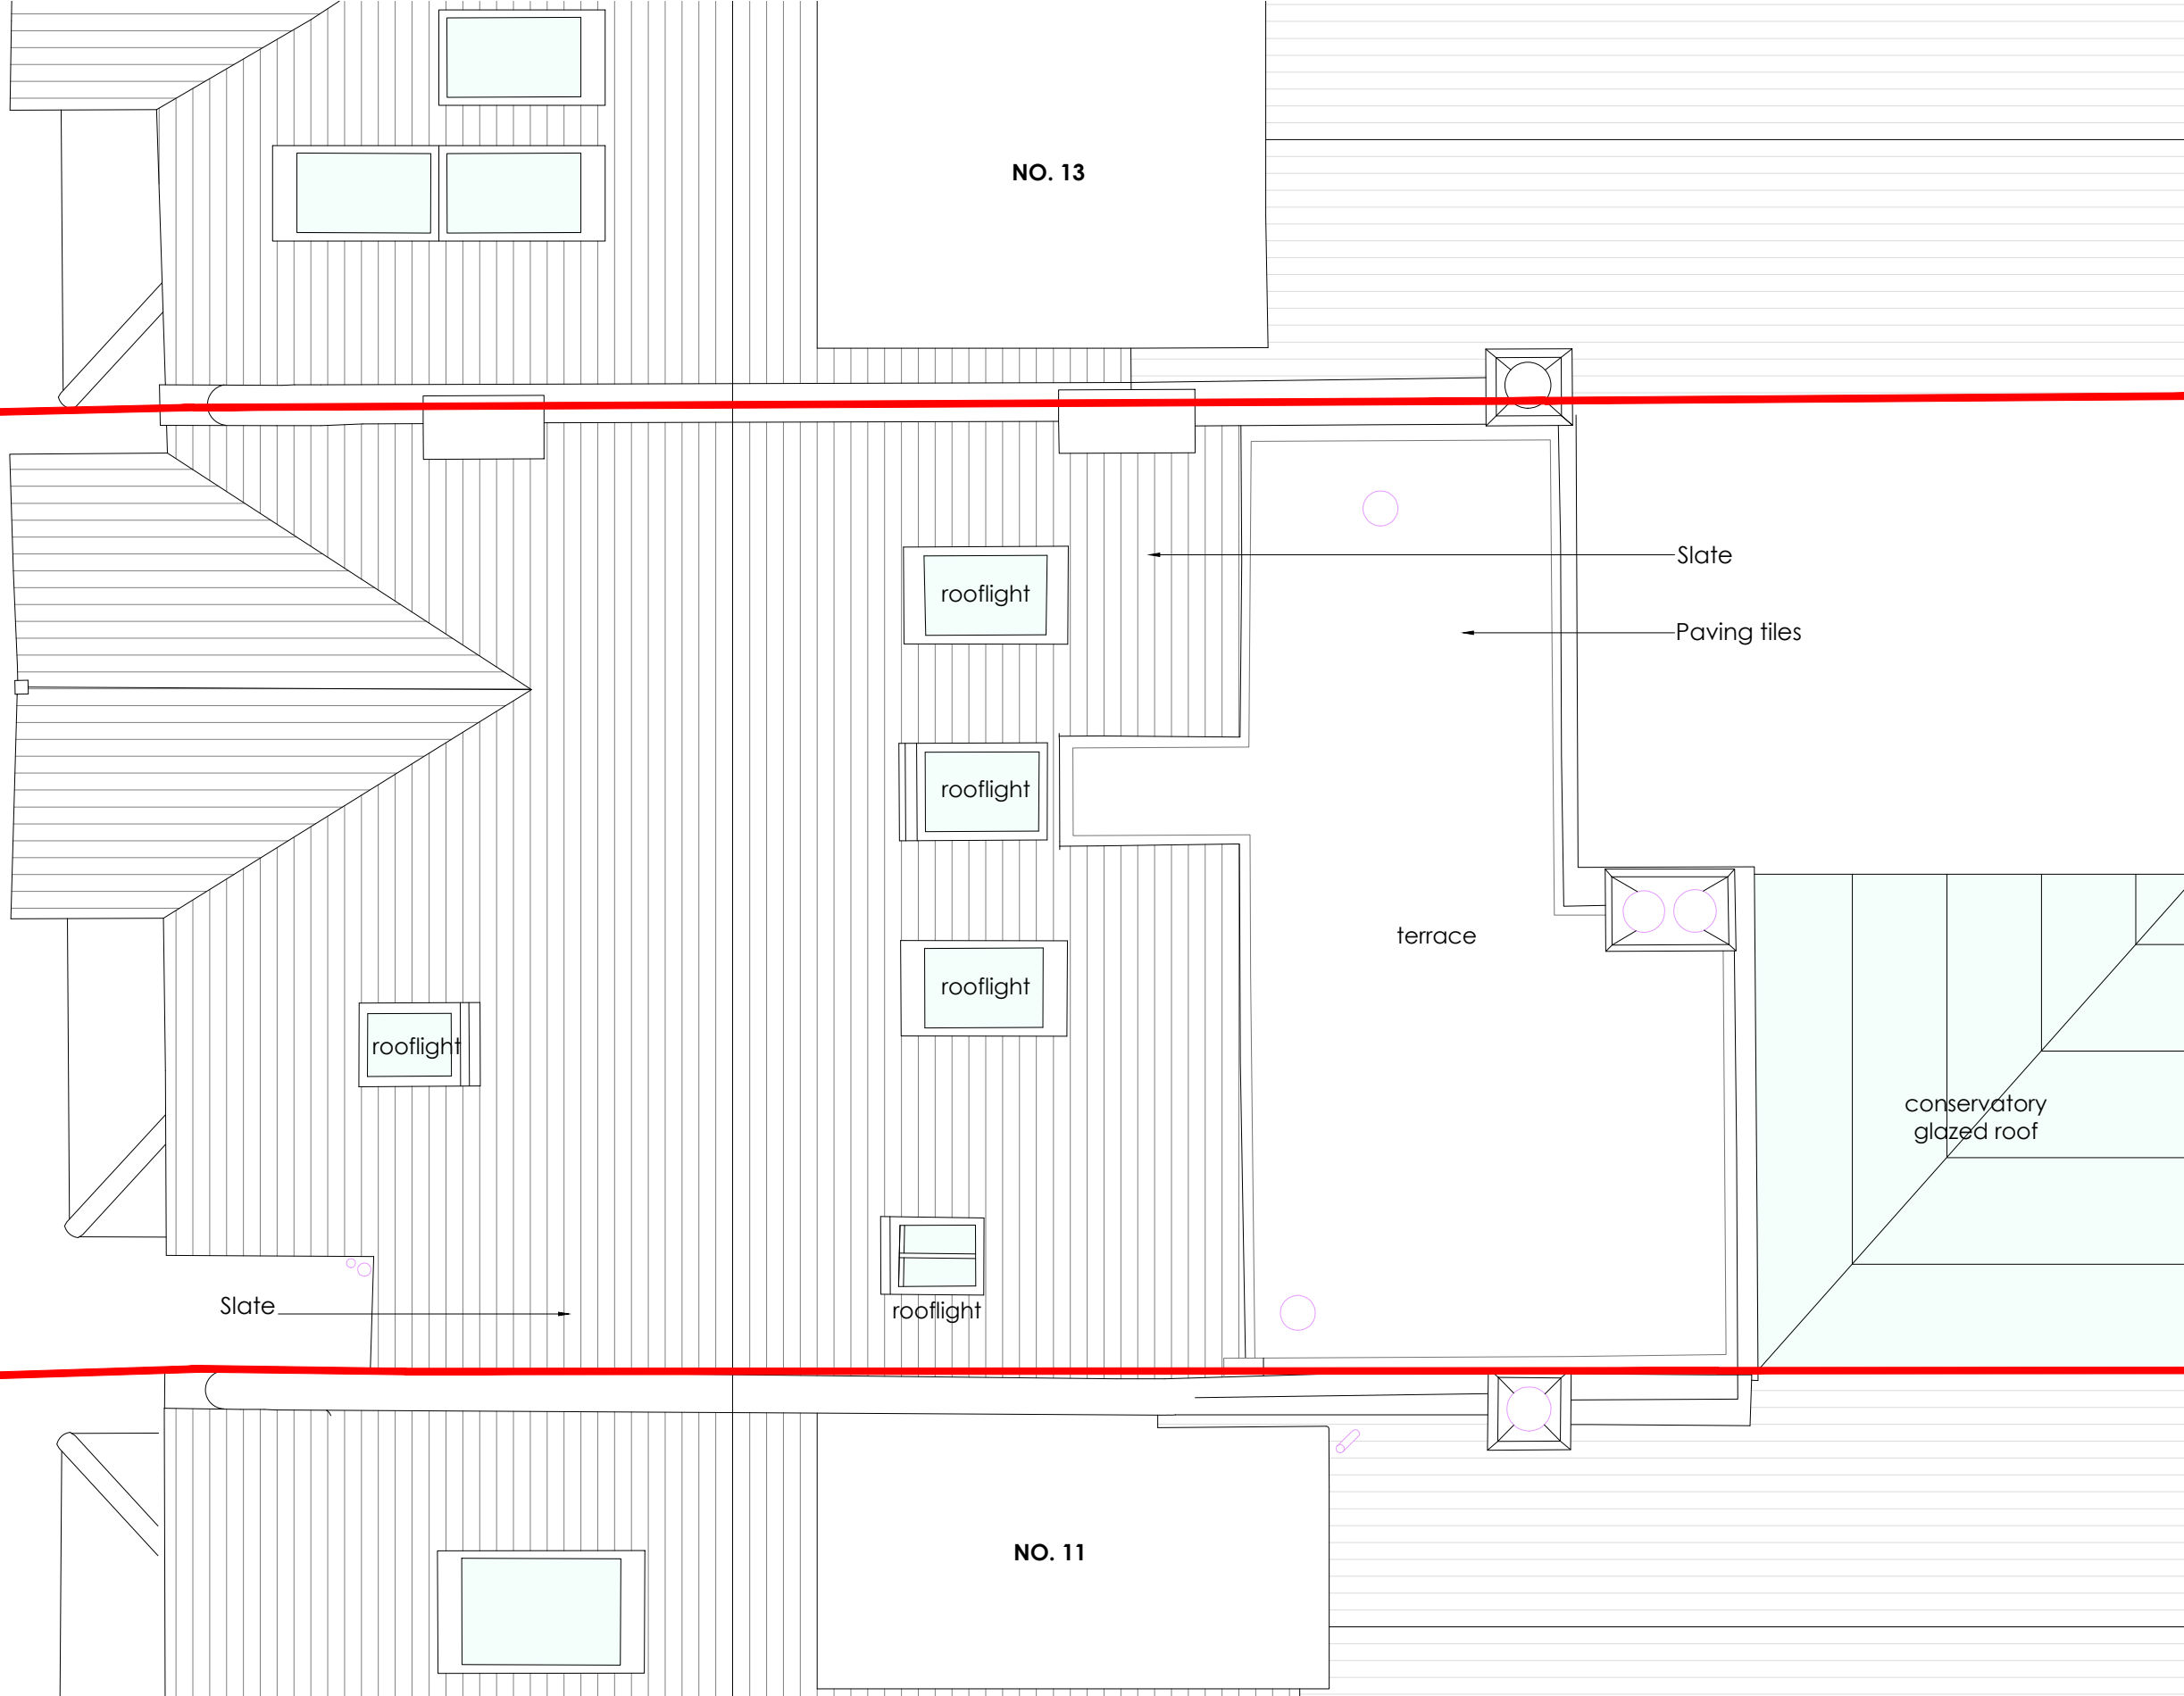 NO. 13
Slate
rooflight
Paving tiles
rooflight
terrace
rooflight
rooflight
conservatory
glazed roof
Slate
rooflight
NO. 11